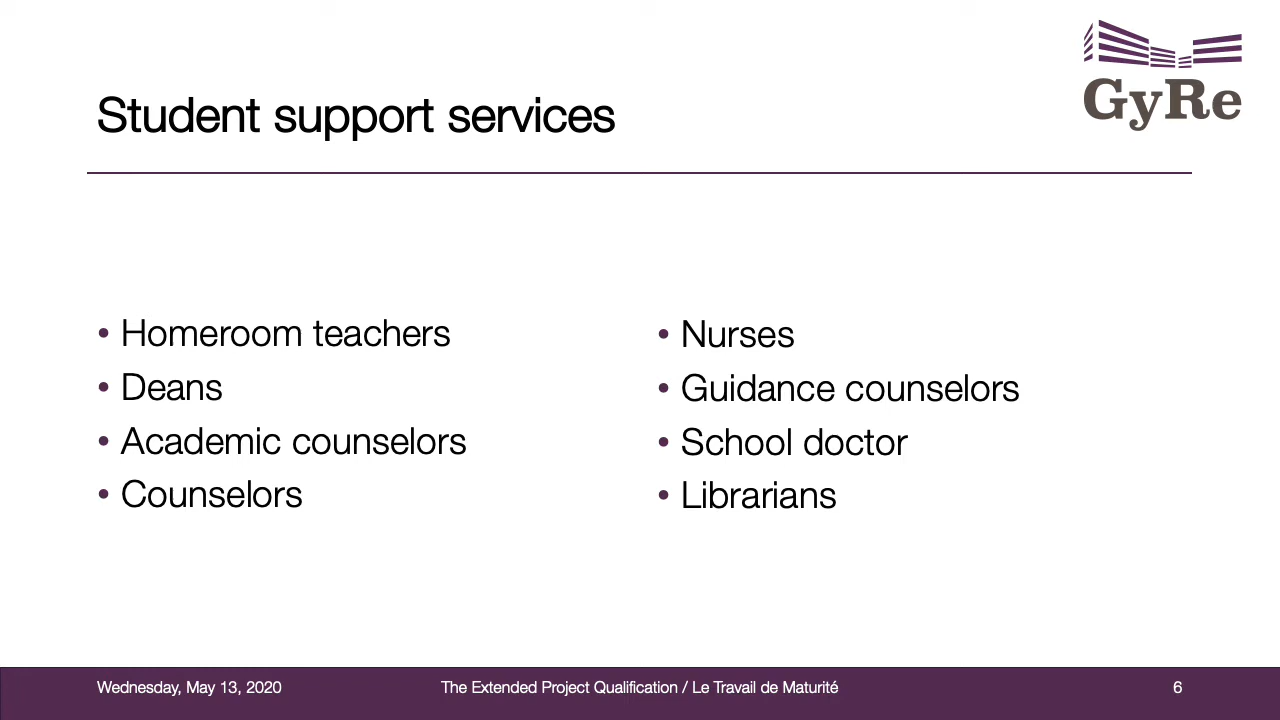 GyRe
Student support services
• Homeroom teachers
• Deans
• Academic counselors
• Counselors
• Nurses
• Guidance counselors
• School doctor
• Librarians
Wednesday, May 13, 2020
The Extended Project Qualification / Le Travail de Maturité
6